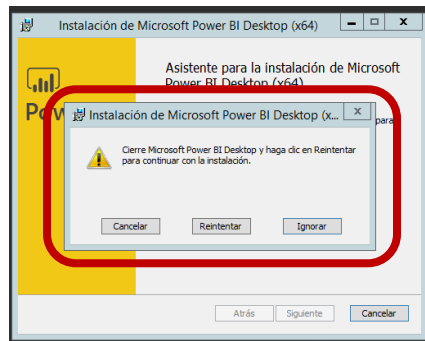 Instalación de Microsoft Power BI Desktop (x64)
Asistente para la instalación de Microsoft
Power BI Desktop (x64)
Pow
para
Instalación de Microsoft Power BI Desktop (x...
Cierre Microsoft Power BI Desktop y haga clic en Reintentar
para continuar con la instalación.
Cancelar Reintentar Ignorar
Atrás Siguiente Cancelar